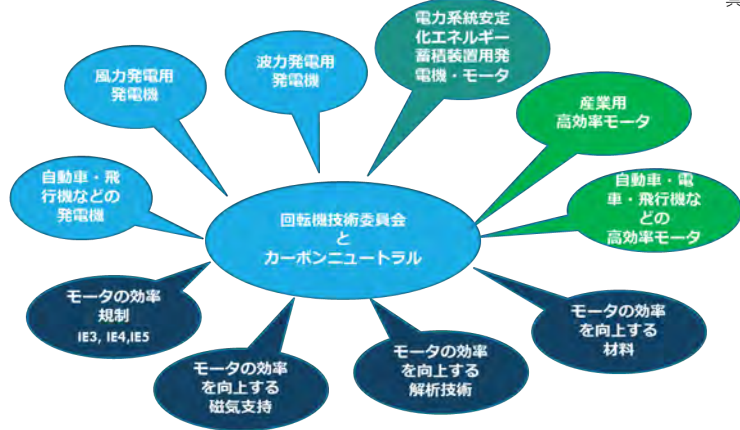 電力系統安定
化エネルギー
蓄積装置用発
電機・モータ
波力発電用
発電機
風力発電用
発電機
産業用
高効率モータ
自動車・飛
行機などの
発電機
自動車・電
車・飛行機な
どの
高効率モータ
回転機技術委員会
と
カーボンニュートラル
モータの効率
規制
IE3, IE4,IE5
モータの効率
を向上する
磁気支持
モータの効率
を向上する
解析技術
モータの効率
を向上する
材料